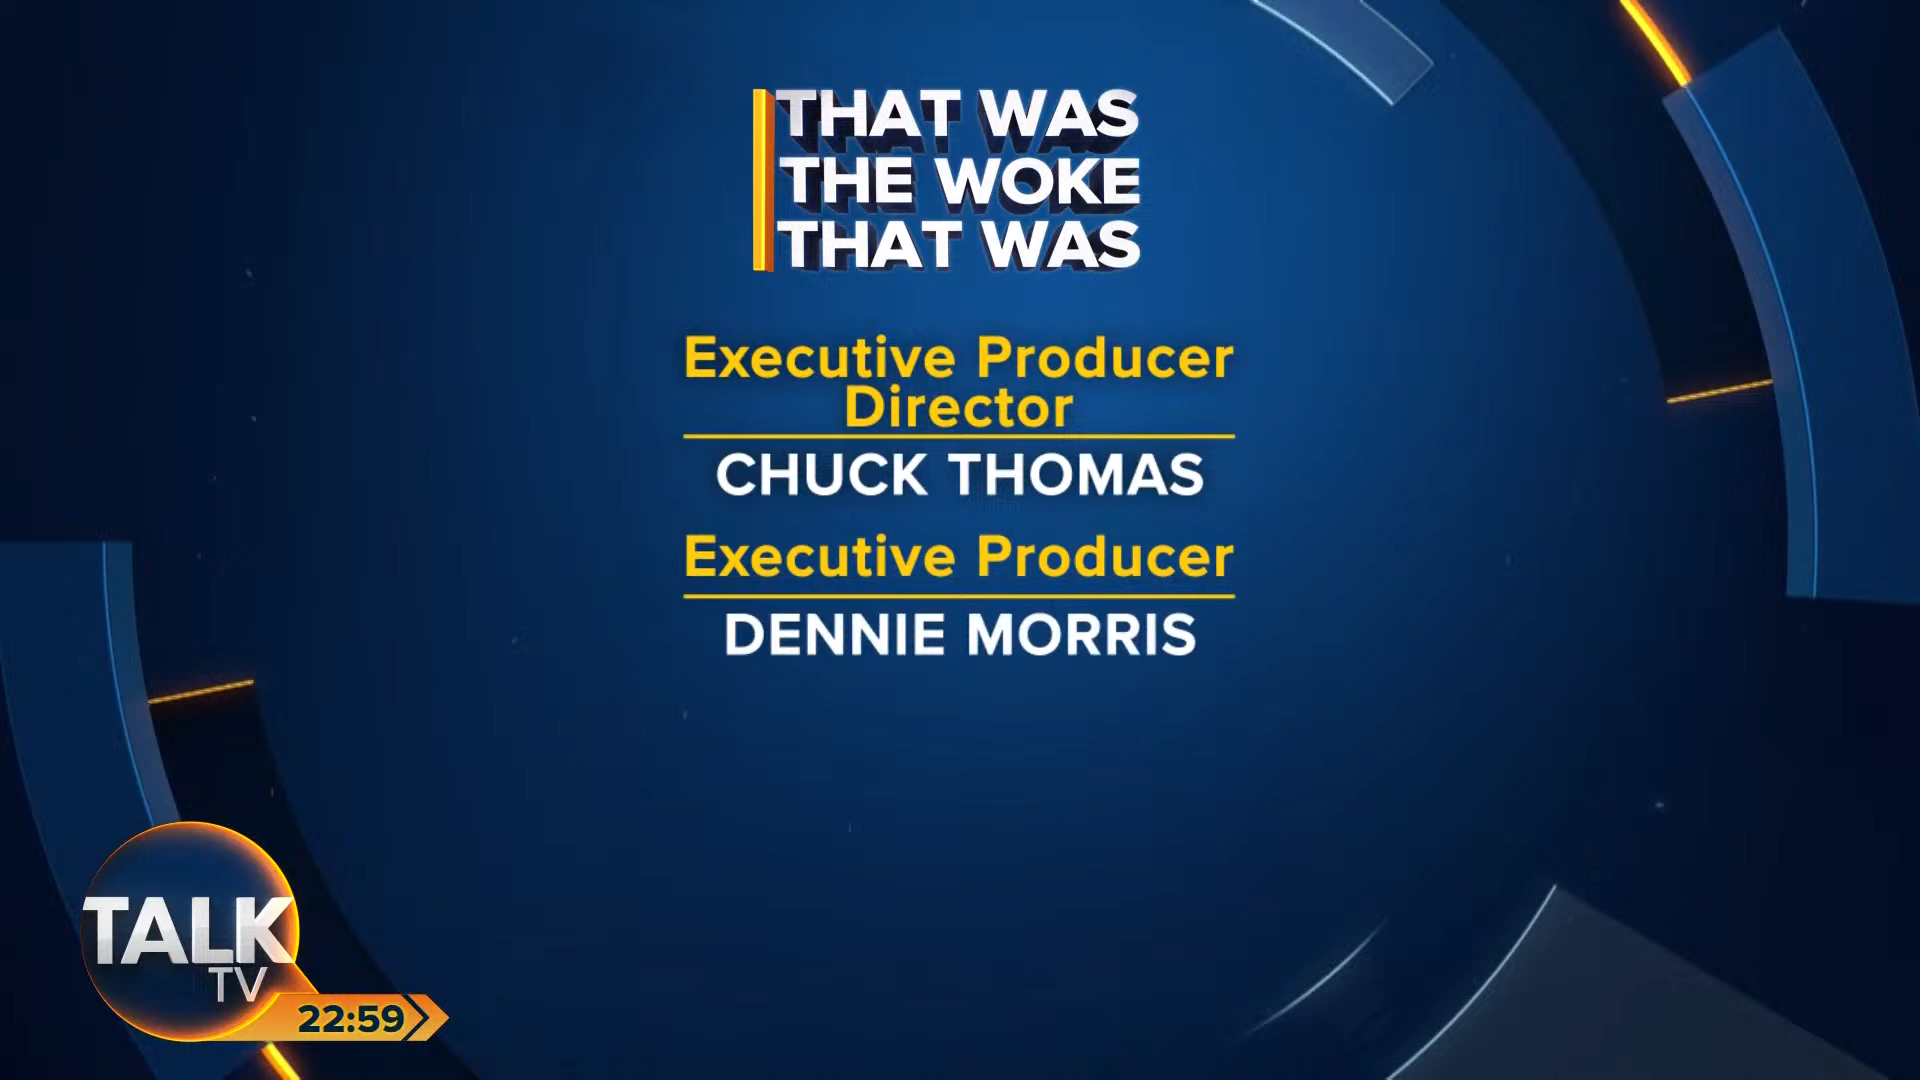 THAT WAS
THE WOKE
THAT WAS
Executive Producer
Director
CHUCK THOMAS
Executive Producer
DENNIE MORRIS
TALK
TV
22:59